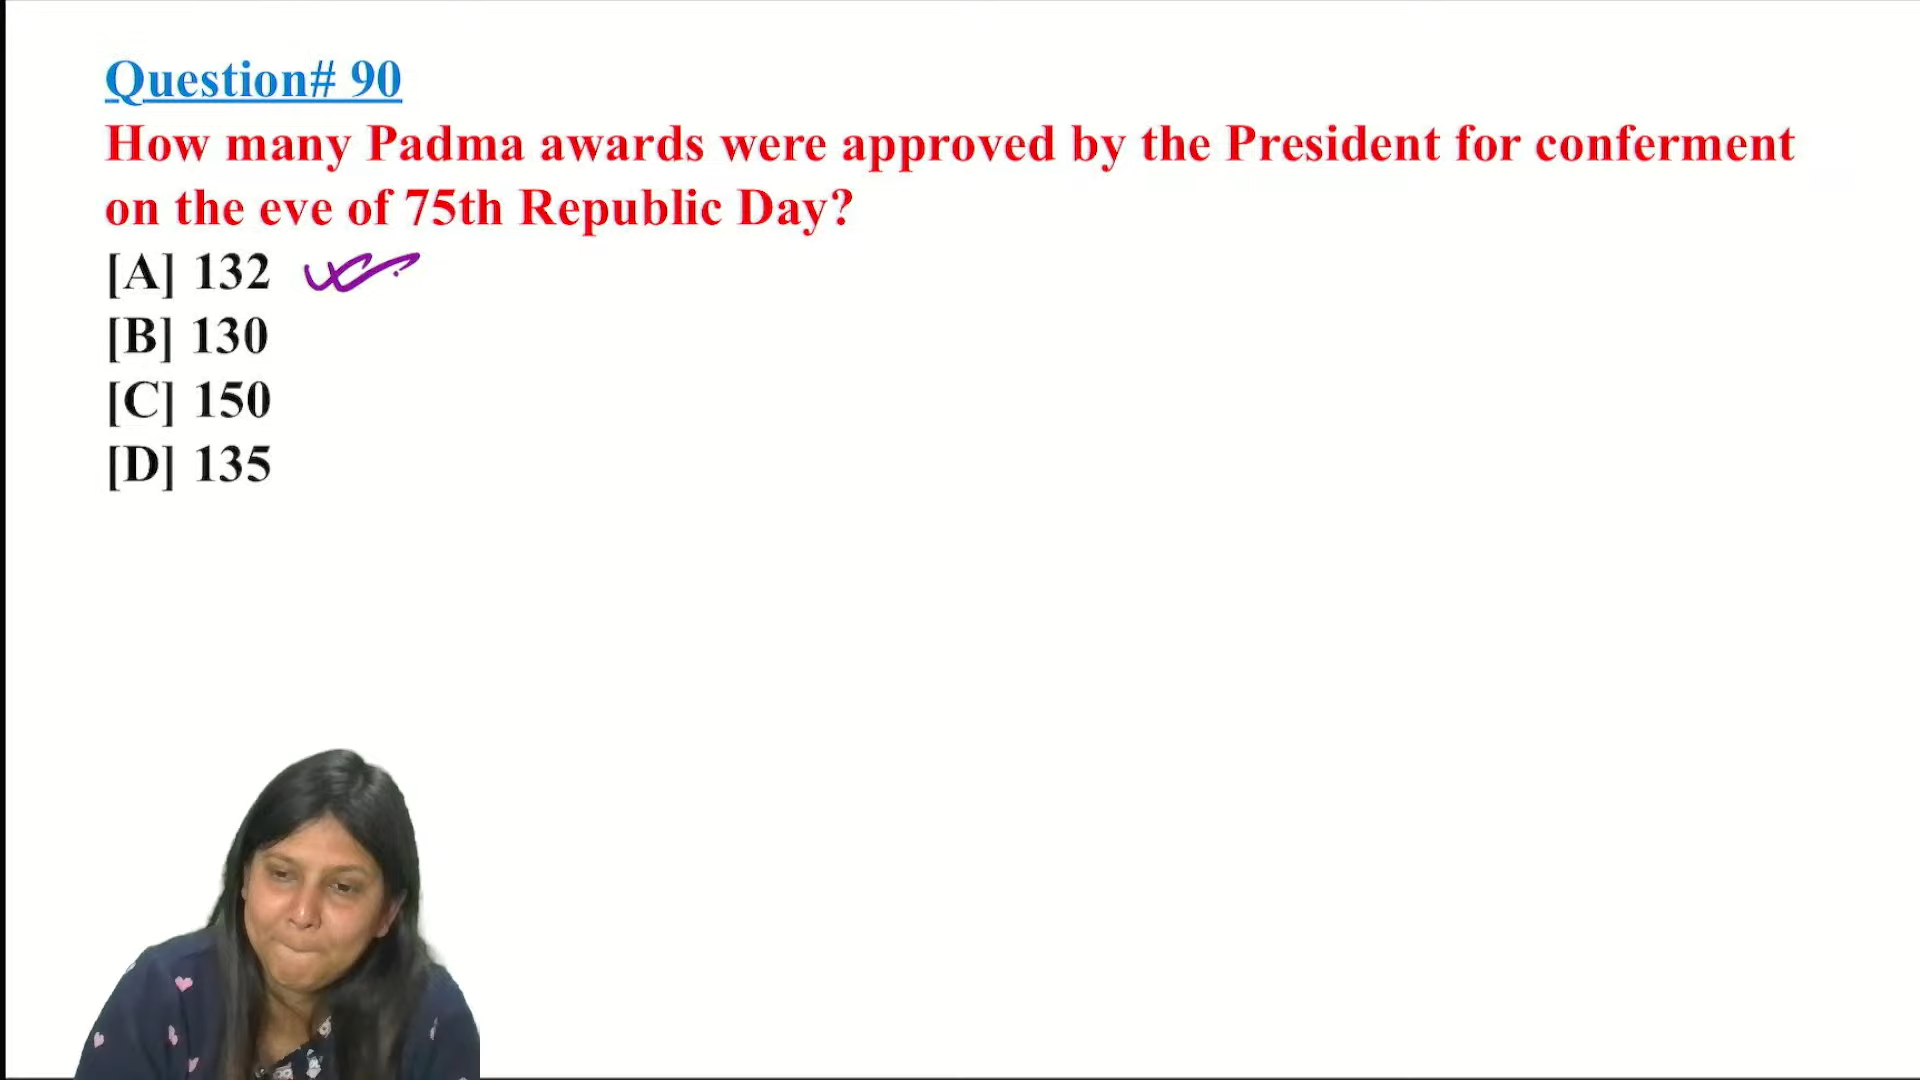 Question# 90
How many Padma awards were approved by the President for conferment
on the eve of 75th Republic Day?
[A] 132
[B] 130
[C] 150
[D] 135